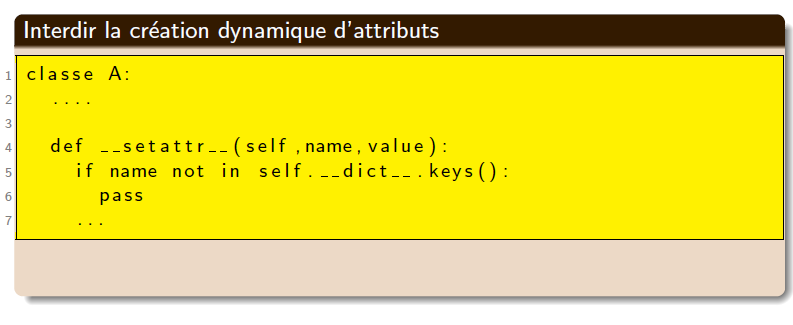 Interdir la création dynamique d'attributs
1 classe A:
2 ....
3
4 def __setattr__(self,name,value):
5 if name not in self.__dict__.keys():
6 pass
7 ...